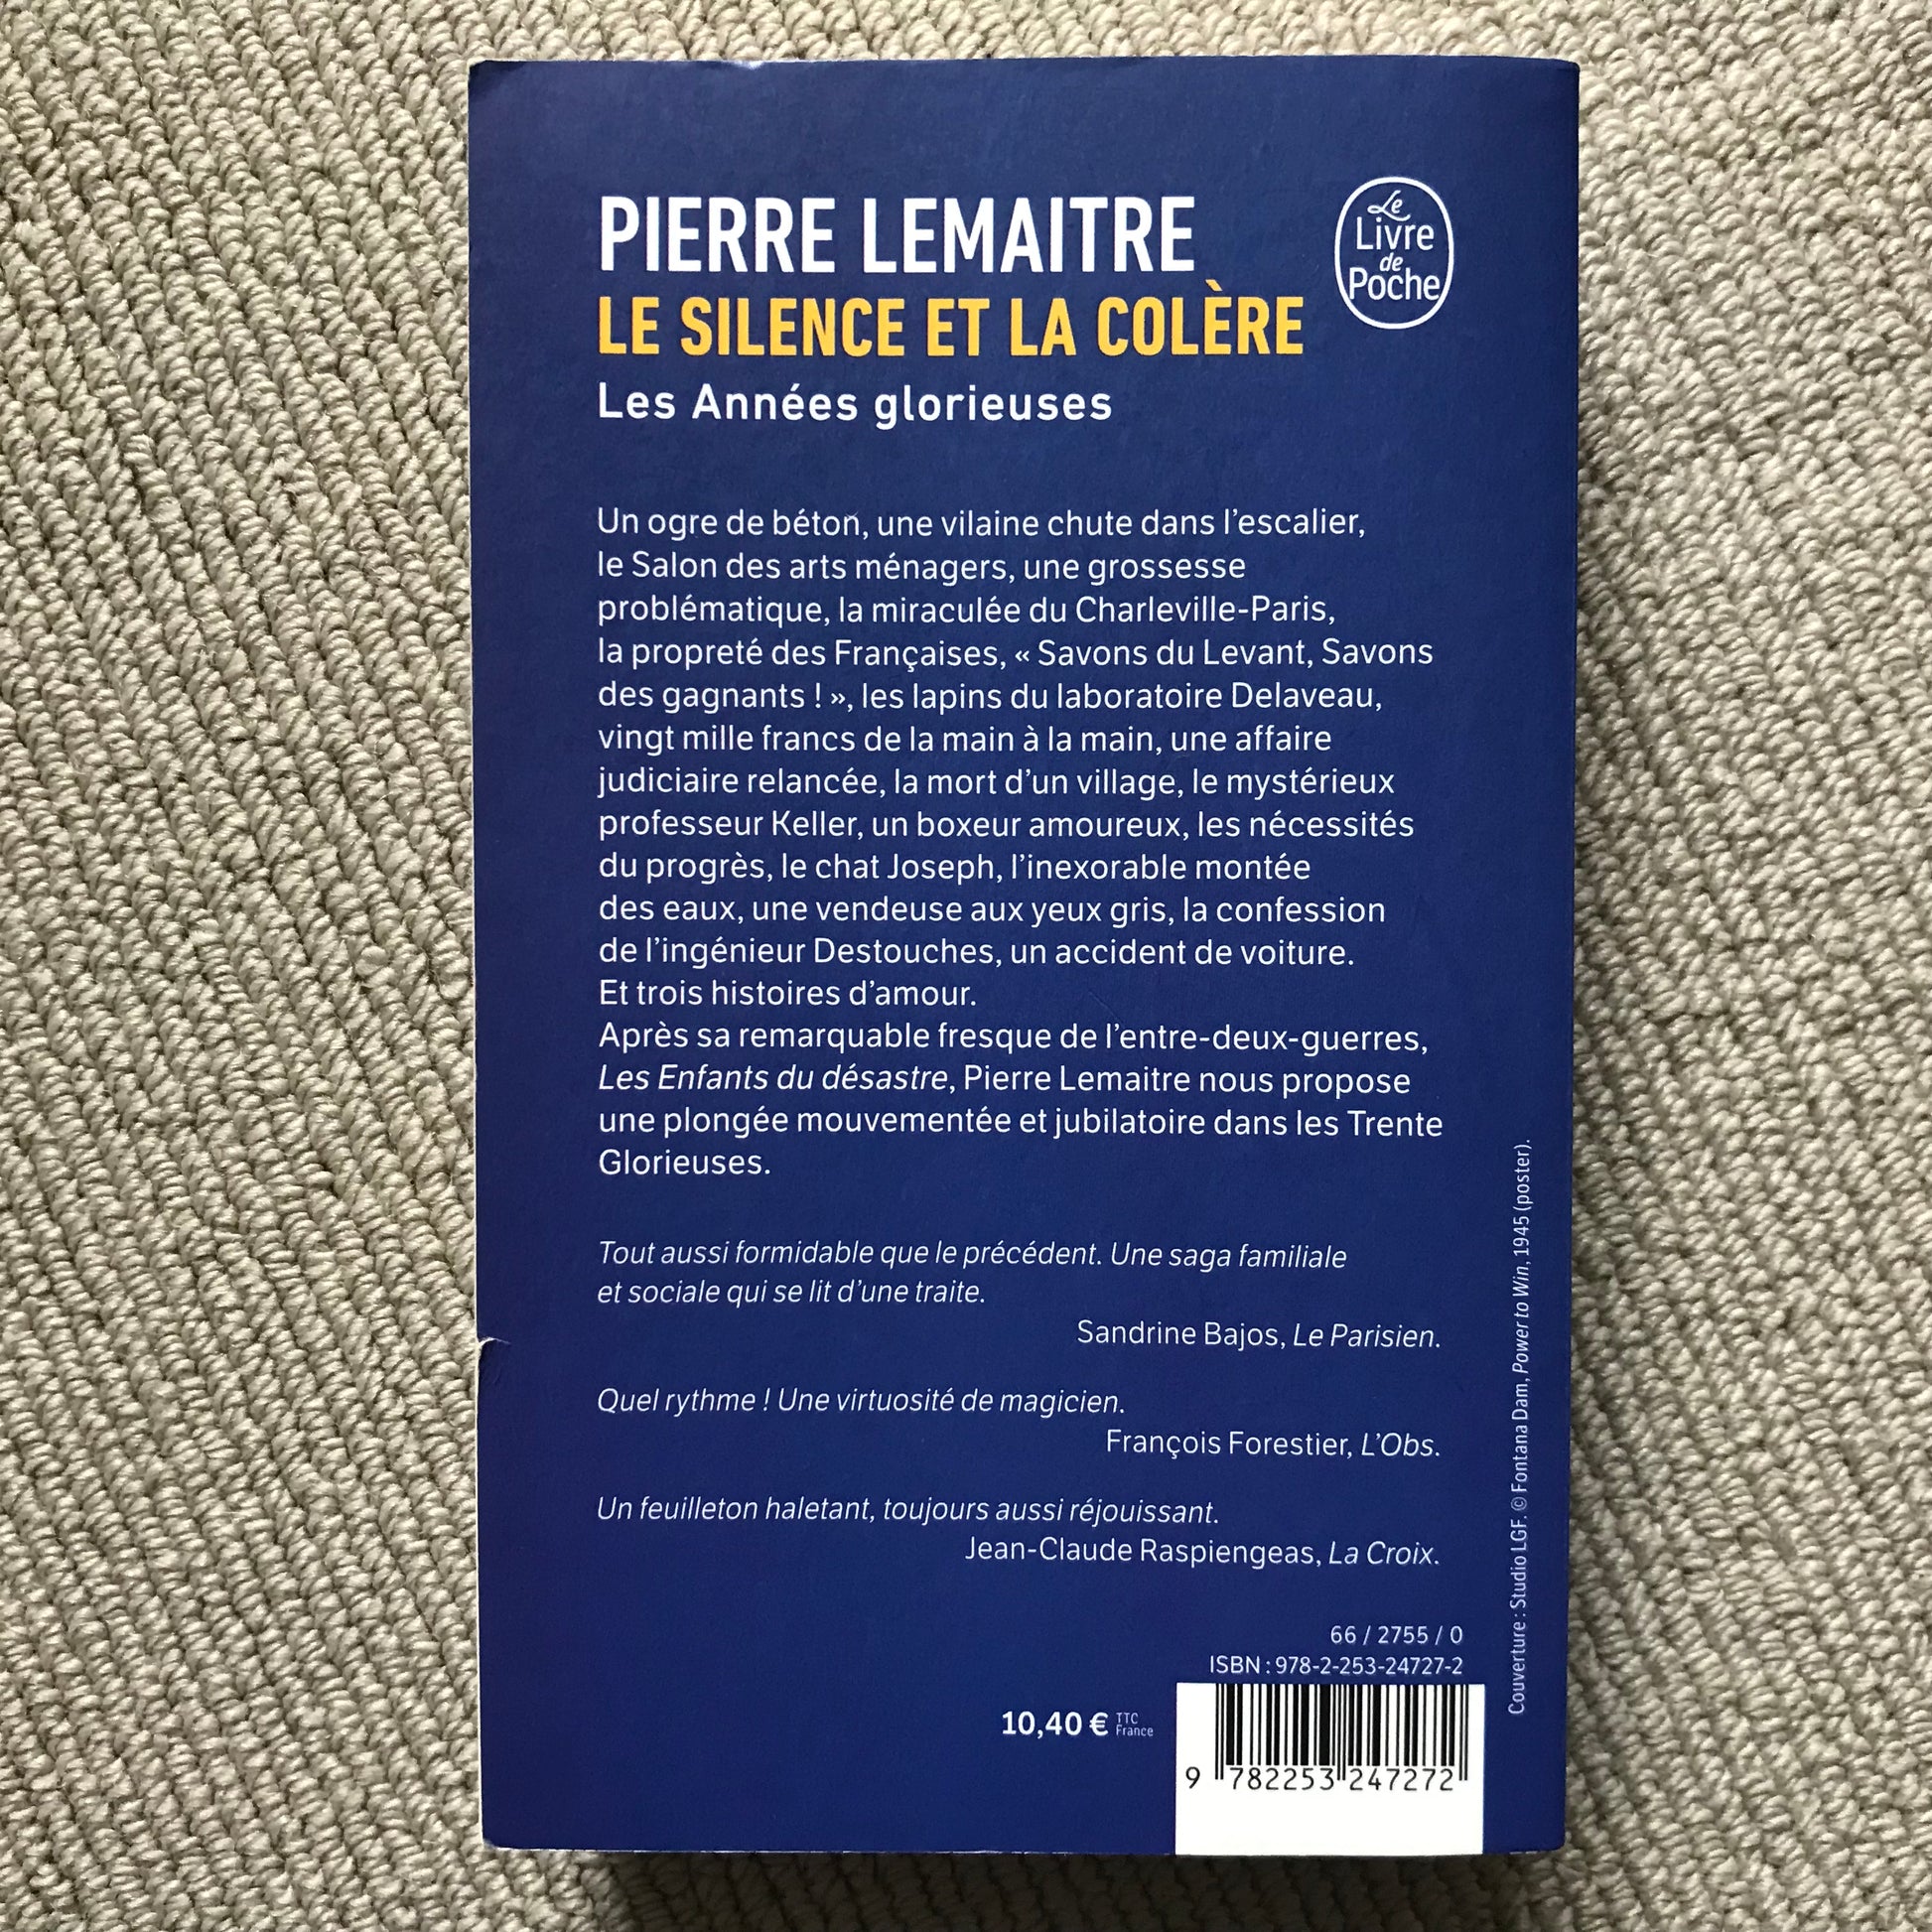 PIERRE LEMAITRE
LE SILENCE ET LA COLÈRE
Les Années glorieuses
Le
Livre
de
Poche
Un ogre de béton, une vilaine chute dans l’escalier,
le Salon des arts ménagers, une grossesse
problématique, la miraculée du Charleville-Paris,
la propreté des Françaises, « Savons du Levant, Savons
des gagnants ! », les lapins du laboratoire Delaveau,
vingt mille francs de la main à la main, une affaire
judiciaire relancée, la mort d’un village, le mystérieux
professeur Keller, un boxeur amoureux, les nécessités
du progrès, le chat Joseph, l’inexorable montée
des eaux, une vendeuse aux yeux gris, la confession
de l’ingénieur Destouches, un accident de voiture.
Et trois histoires d’amour.
Après sa remarquable fresque de l’entre-deux-guerres,
Les Enfants du désastre, Pierre Lemaitre nous propose
une plongée mouvementée et jubilatoire dans les Trente
Glorieuses.
Tout aussi formidable que le précédent. Une saga familiale
et sociale qui se lit d’une traite.
Sandrine Bajos, Le Parisien.
Quel rythme ! Une virtuosité de magicien.
François Forestier, L’Obs.
Un feuilleton haletant, toujours aussi réjouissant.
Jean-Claude Raspiengeas, La Croix.
66 / 2755 / 0
ISBN : 978-2-253-24727-2
10,40 € TTC
France
9 782253 247272
Couverture : Studio LGF. © Fontana Dam, Power to Win, 1945 (poster).